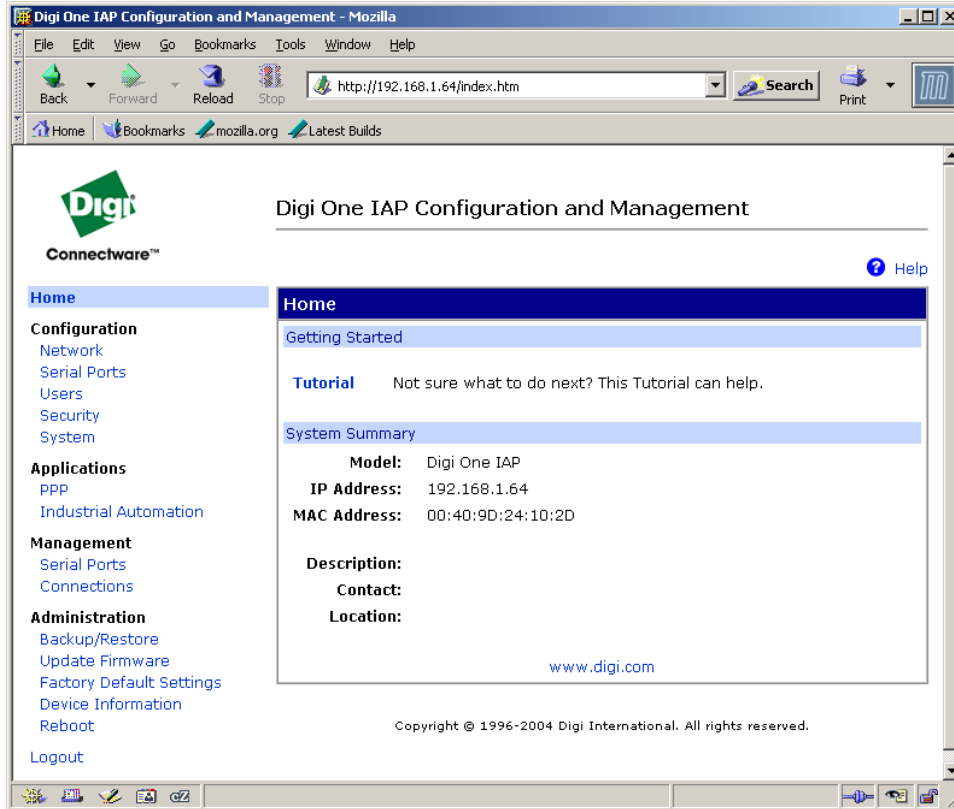 Digi One IAP Configuration and Management - Mozilla
File Edit View Go Bookmarks Tools Window Help
Back Forward Reload Stop http://192.168.1.64/index.htm Search Print
Home Bookmarks mozilla.org Latest Builds
Digi
Connectware™
Digi One IAP Configuration and Management
? Help
Home
Configuration
Network
Serial Ports
Users
Security
System
Applications
PPP
Industrial Automation
Management
Serial Ports
Connections
Administration
Backup/Restore
Update Firmware
Factory Default Settings
Device Information
Reboot
Logout
Home
Getting Started
Tutorial Not sure what to do next? This Tutorial can help.
System Summary
Model: Digi One IAP
IP Address: 192.168.1.64
MAC Address: 00:40:9D:24:10:2D
Description:
Contact:
Location:
www.digi.com
Copyright © 1996-2004 Digi International. All rights reserved.